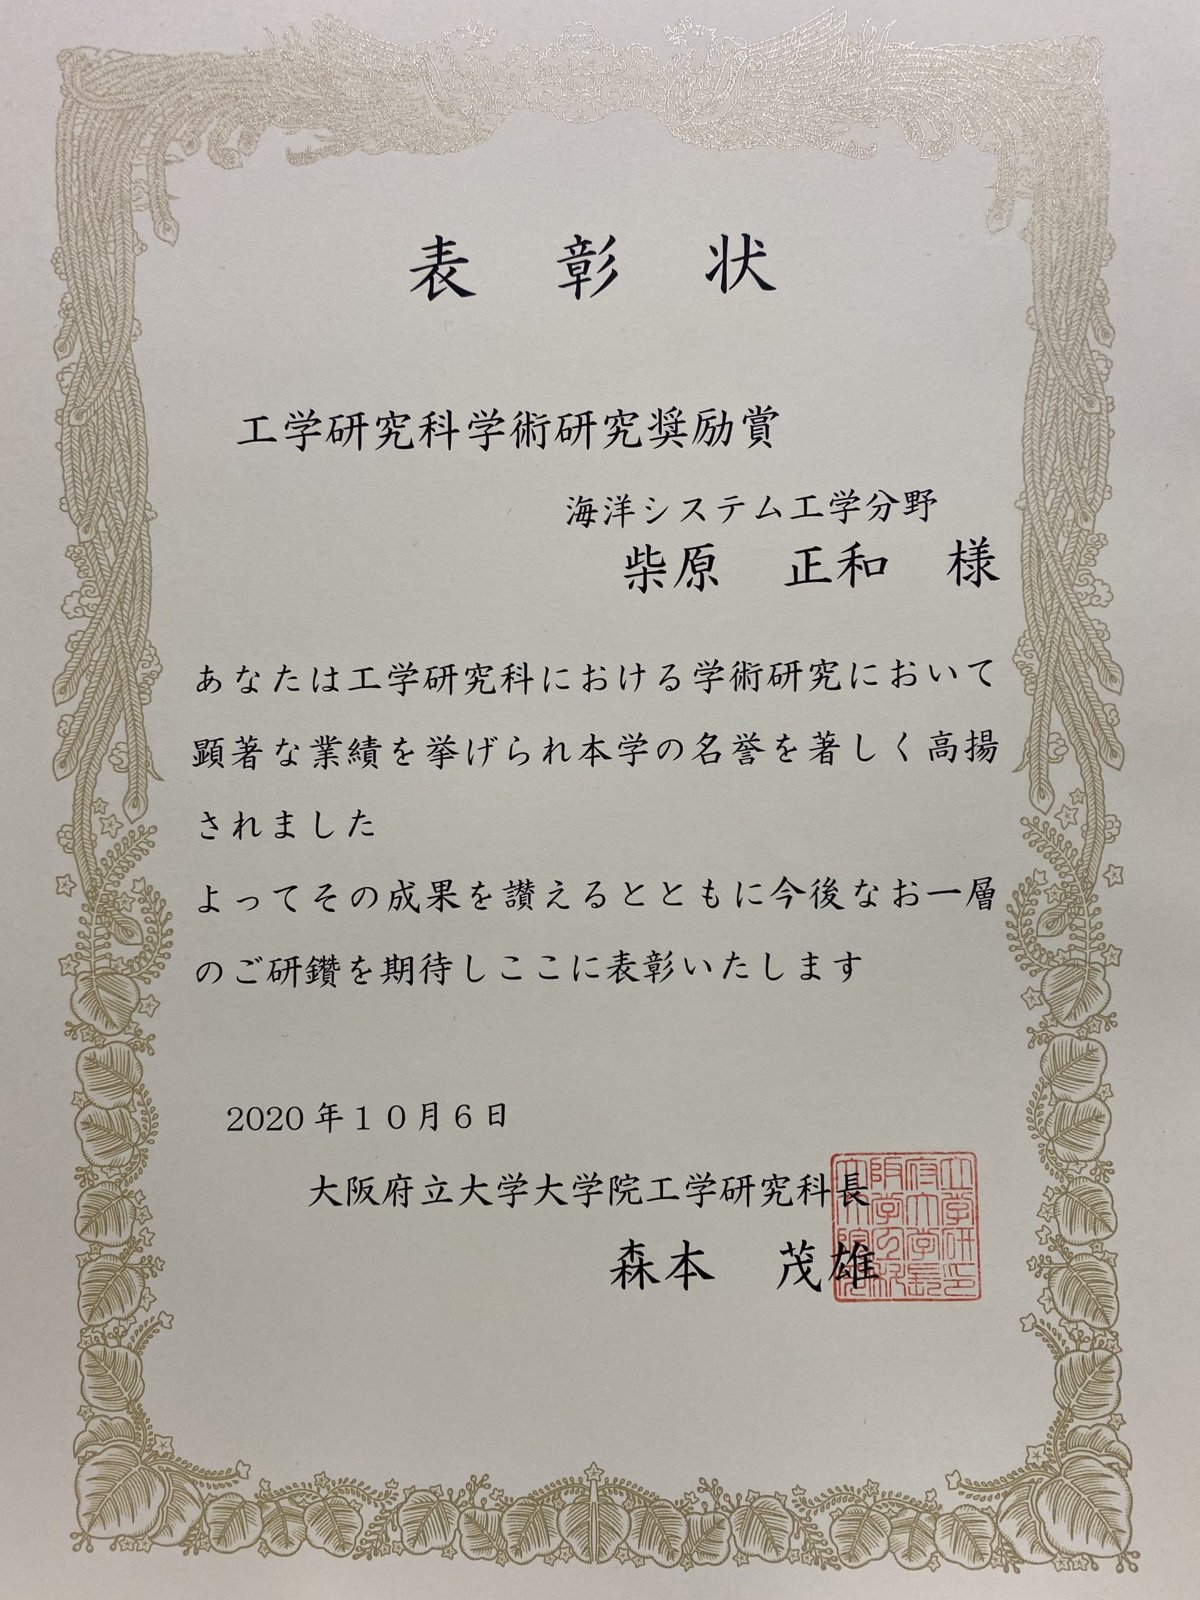 表 彰 状
工学研究科学術研究奨励賞
海洋システム工学分野
柴原 正和 様
あなたは工学研究科における学術研究において
顕著な業績を挙げられ本学の名誉を著しく高揚
されました
よってその成果を讃えるとともに今後なお一層
のご研鑽を期待しここに表彰いたします
2020年10月6日
大阪府立大学大学院工学研究科長
森本 茂雄